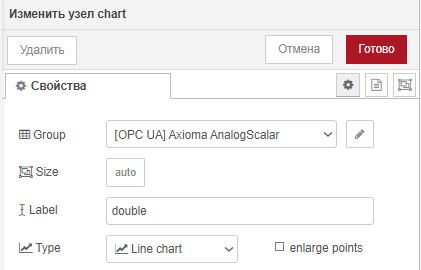 Изменить узел chart
Удалить
Отмена
Готово
Свойства
Group
[OPC UA] Axioma AnalogScalar
Size
auto
Label
double
Type
Line chart
enlarge points